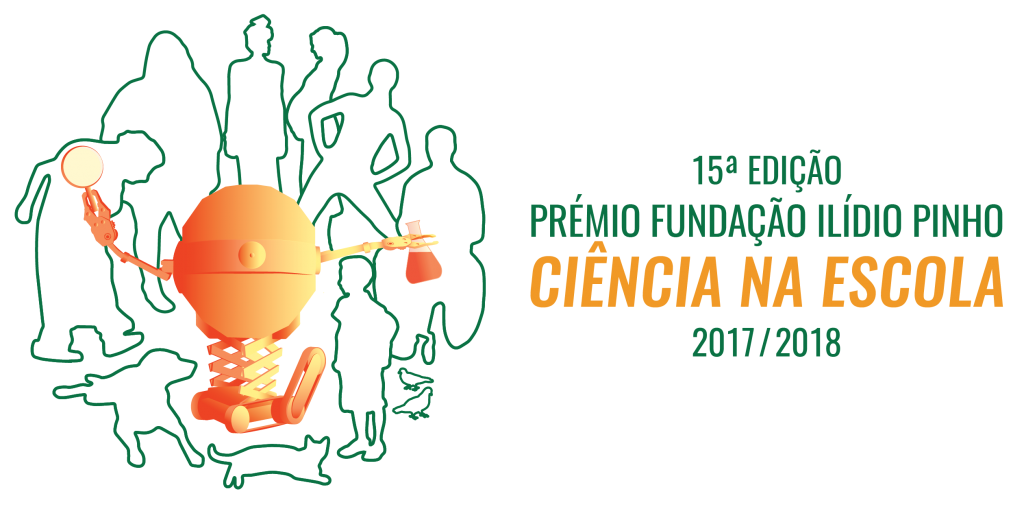 15ª EDIÇÃO
PRÉMIO FUNDAÇÃO ILÍDIO PINHO
CIÊNCIA NA ESCOLA
2017/2018